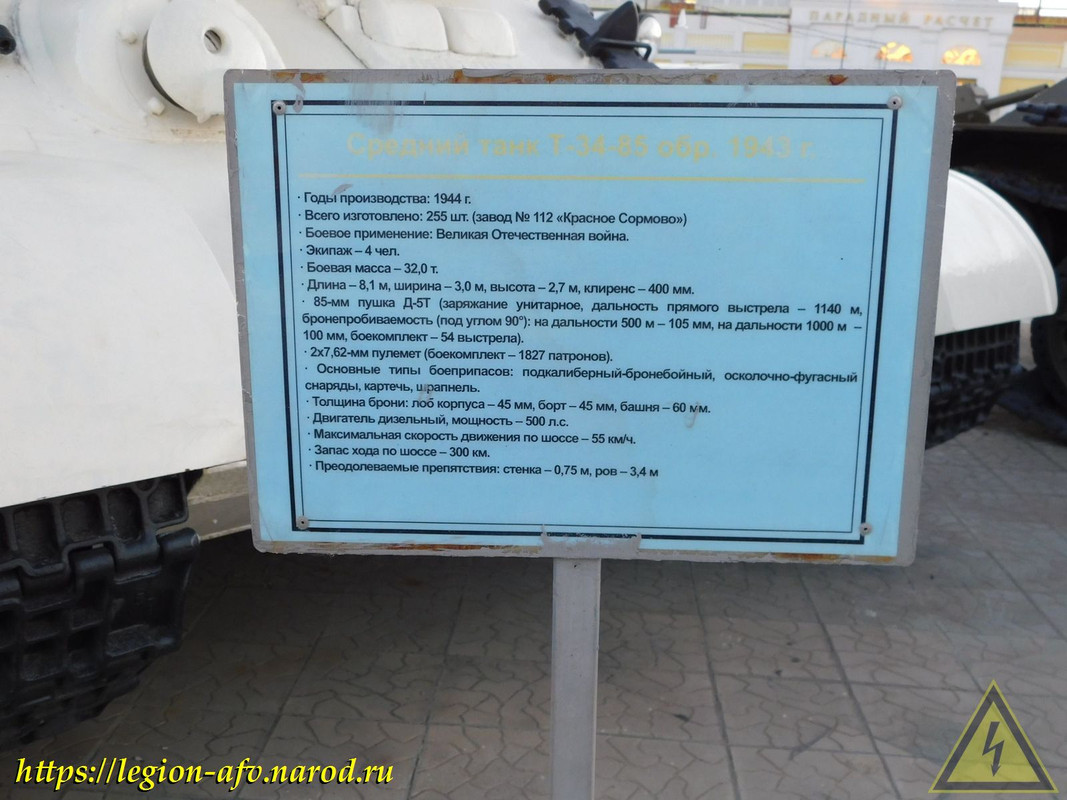 ПАРАДНЫЙ РАСЧЕТ
Средний танк Т-34-85 обр. 1943 г.
· Годы производства: 1944 г.
· Всего изготовлено: 255 шт. (завод № 112 «Красное Сормово»)
· Боевое применение: Великая Отечественная война.
· Экипаж – 4 чел.
· Боевая масса – 32,0 т.
· Длина – 8,1 м, ширина – 3,0 м, высота – 2,7 м, клиренс – 400 мм.
· 85-мм пушка Д-5Т (заряжание унитарное, дальность прямого выстрела – 1140 м,
бронепробиваемость (под углом 90°): на дальности 500 м – 105 мм, на дальности 1000 м –
100 мм, боекомплект – 54 выстрела).
· 2х7,62-мм пулемет (боекомплект – 1827 патронов).
· Основные типы боеприпасов: подкалиберный-бронебойный, осколочно-фугасный
снаряды, картечь, шрапнель.
· Толщина брони: лоб корпуса – 45 мм, борт – 45 мм, башня – 60 мм.
· Двигатель дизельный, мощность – 500 л.с.
· Максимальная скорость движения по шоссе – 55 км/ч.
· Запас хода по шоссе – 300 км.
· Преодолеваемые препятствия: стенка – 0,75 м, ров – 3,4 м
https://legion-afv.narod.ru